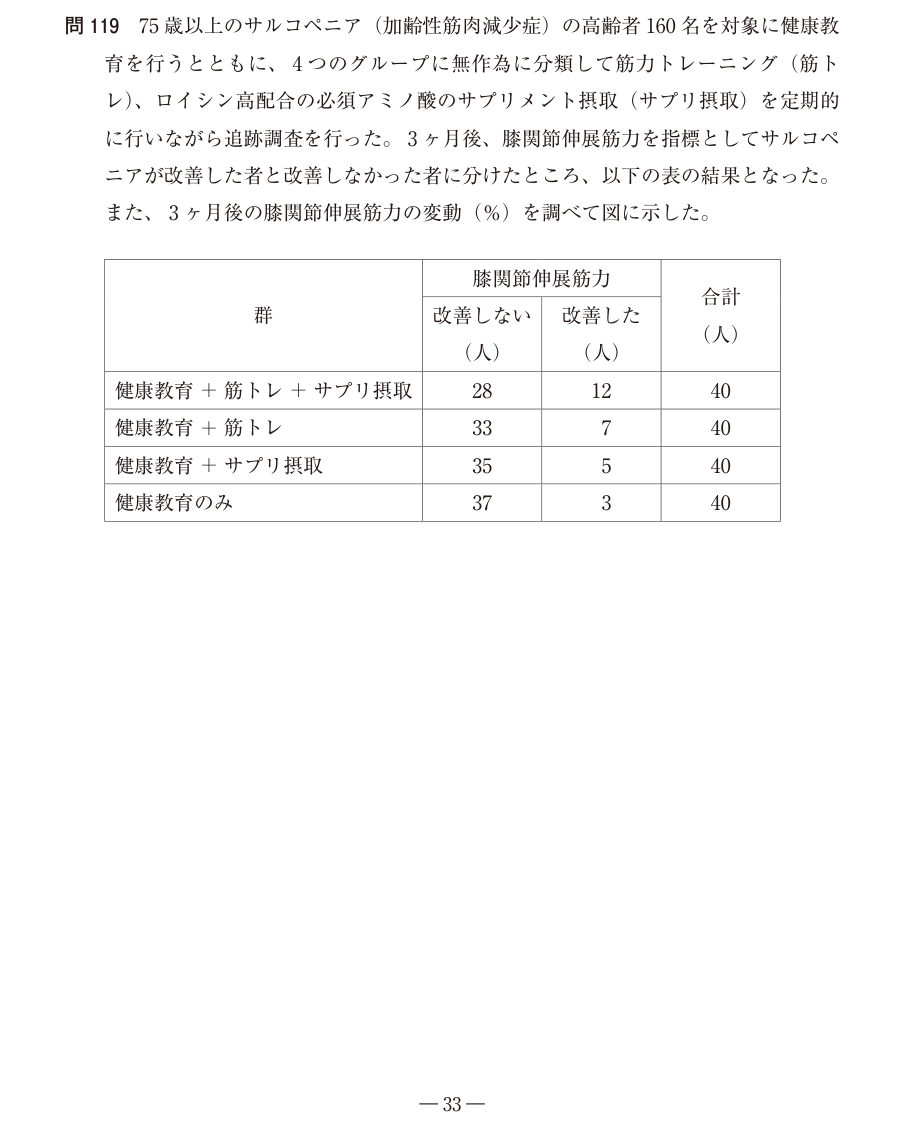 問 119 75 歳以上のサルコペニア（加齢性筋肉減少症）の高齢者 160 名を対象に健康教
育を行うとともに、４つのグループに無作為に分類して筋力トレーニング（筋ト
レ）、ロイシン高配合の必須アミノ酸のサプリメント摂取（サプリ摂取）を定期的
に行いながら追跡調査を行った。３ヶ月後、膝関節伸展筋力を指標としてサルコペ
ニアが改善した者と改善しなかった者に分けたところ、以下の表の結果となった。
また、３ヶ月後の膝関節伸展筋力の変動（％）を調べて図に示した。
群 膝関節伸展筋力 合計（人）
改善しない（人） 改善した（人）
健康教育 ＋ 筋トレ ＋ サプリ摂取 28 12 40
健康教育 ＋ 筋トレ 33 7 40
健康教育 ＋ サプリ摂取 35 5 40
健康教育のみ 37 3 40
― 33 ―